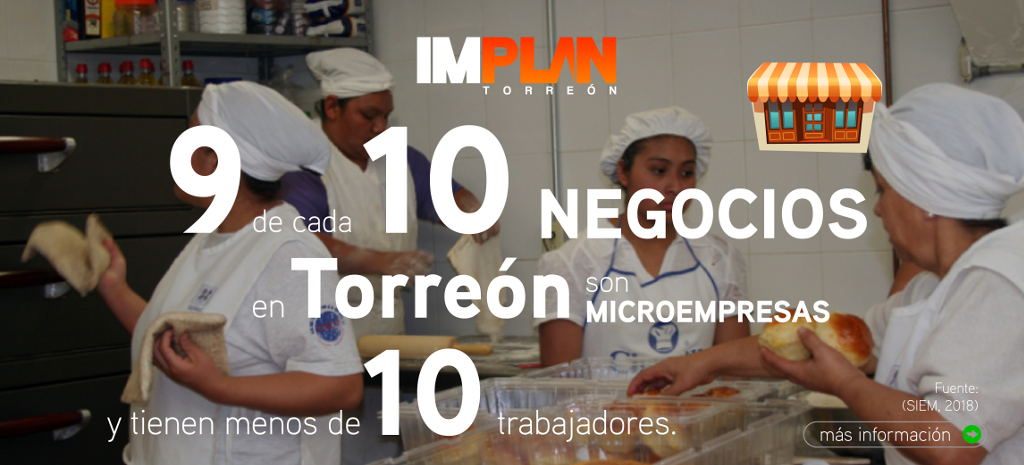 IMPLAN
TORREÓN
9 de cada 10 NEGOCIOS
en Torreón son
MICROEMPRESAS
y tienen menos de 10 trabajadores.
Fuente:
(SIEM, 2018)
más información